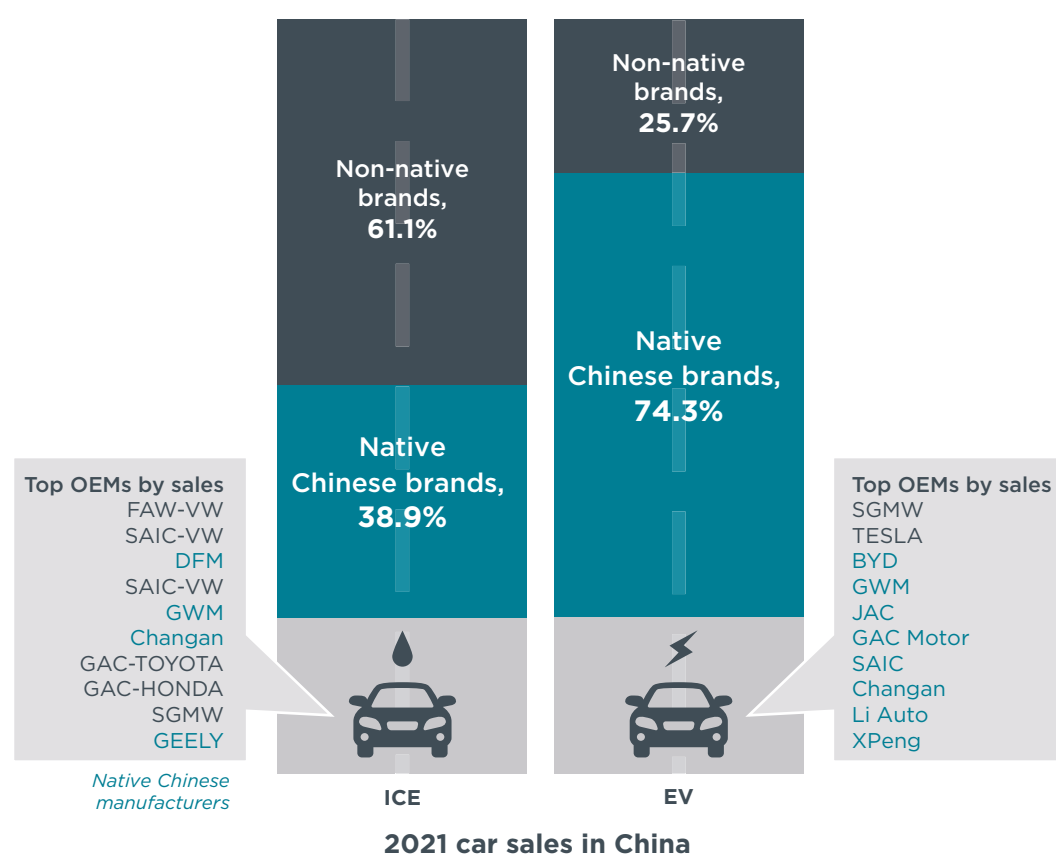 Non-native
brands,
61.1%
Native
Chinese brands,
38.9%
Non-native
brands,
25.7%
Native
Chinese brands,
74.3%
Top OEMs by sales
FAW-VW
SAIC-VW
DFM
SAIC-VW
GWM
Changan
GAC-TOYOTA
GAC-HONDA
SGMW
GEELY
Native Chinese
manufacturers
Top OEMs by sales
SGMW
TESLA
BYD
GWM
JAC
GAC Motor
SAIC
Changan
Li Auto
XPeng
ICE
EV
2021 car sales in China